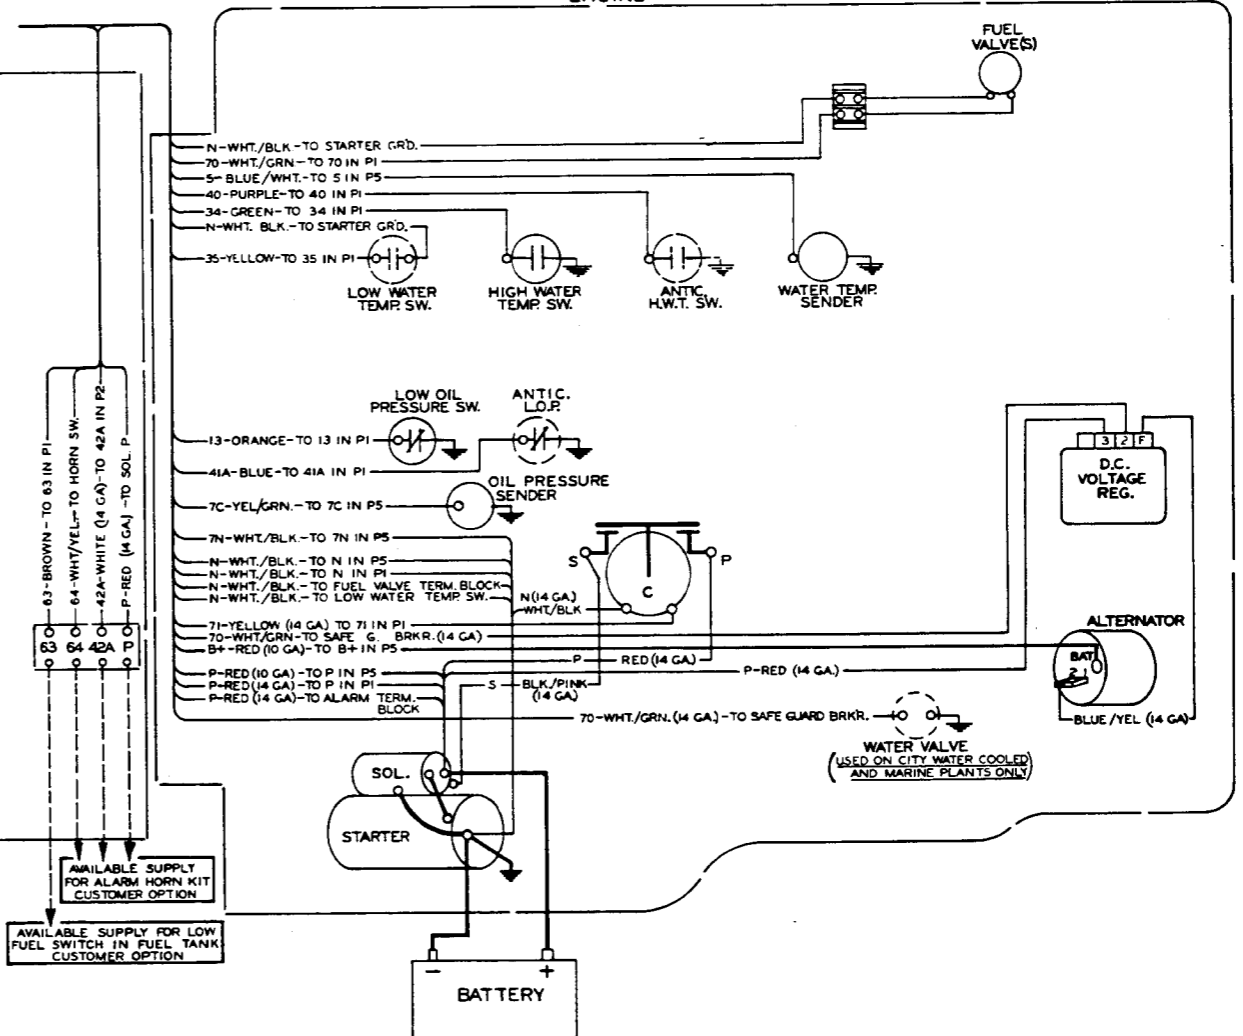 FUEL
VALVE(S)
N-WHT./BLK-TO STARTER GR'D.
70-WHT./GRN-TO 70 IN P1
5-BLUE/WHT.-TO 5 IN P5
40-PURPLE-TO 40 IN P1
34-GREEN-TO 34 IN P1
N-WHT. BLK.-TO STARTER GR'D.
35-YELLOW-TO 35 IN P1
LOW WATER
TEMP. SW.
HIGH WATER
TEMP. SW.
ANTIC.
H.W.T. SW.
WATER TEMP.
SENDER
LOW OIL
PRESSURE SW.
ANTIC.
L.O.P.
13-ORANGE-TO 13 IN P1
41A-BLUE-TO 41A IN P1
OIL PRESSURE
SENDER
7C-YEL/GRN.-TO 7C IN P5
7N-WHT/BLK.-TO 7N IN P5
N-WHT./BLK.-TO N IN P5
N-WHT./BLK.-TO N IN P1
N-WHT./BLK.-TO FUEL VALVE TERM. BLOCK
N-WHT./BLK.-TO LOW WATER TEMP. SW.
N(14 GA.)
WHT/BLK
S
P
C
3 2 F
D.C.
VOLTAGE
REG.
71-YELLOW (14 GA) TO 71 IN P1
70-WHT/GRN-TO SAFE G. BRKR.(14 GA)
B+-RED(10 GA)-TO B+ IN P5
P RED(14 GA)
P-RED (14 GA.)
P-RED(10 GA)-TO P IN P5
P-RED(14 GA)-TO P IN P1
P-RED(14 GA)-TO ALARM TERM.
BLOCK
S BLK/PINK
(14 GA.)
70-WHT./GRN.(14 GA.)-TO SAFE GUARD BRK'R.
ALTERNATOR
BAT
2 1
BLUE/YEL (14 GA)
WATER VALVE
(USED ON CITY WATER COOLED
AND MARINE PLANTS ONLY)
63-BROWN-TO 63 IN P1
64-WHT/YEL.-TO HORN SW.
42A-WHITE (14 GA)-TO 42A IN P2
P-RED (14 GA.)-TO SOL. P
63 64 42A P
SOL.
STARTER
AVAILABLE SUPPLY
FOR ALARM HORN KIT
CUSTOMER OPTION
AVAILABLE SUPPLY FOR LOW
FUEL SWITCH IN FUEL TANK
CUSTOMER OPTION
- +
BATTERY